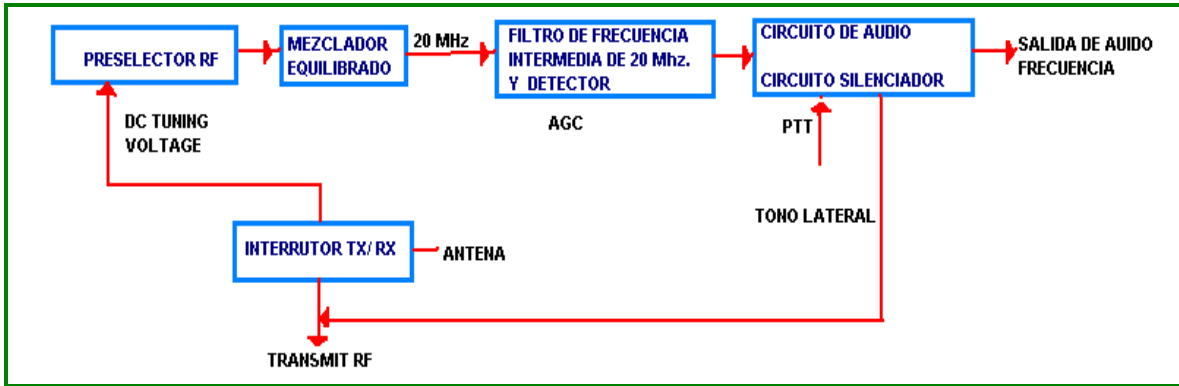 PRESELECTOR RF
MEZCLADOR
EQUILIBRADO
20 MHz
FILTRO DE FRECUENCIA
INTERMEDIA DE 20 Mhz.
Y DETECTOR
CIRCUITO DE AUDIO
CIRCUITO SILENCIADOR
SALIDA DE AUIDO
FRECUENCIA
DC TUNING
VOLTAGE
AGC
PTT
TONO LATERAL
INTERRUTOR TX/ RX
ANTENA
TRANSMIT RF